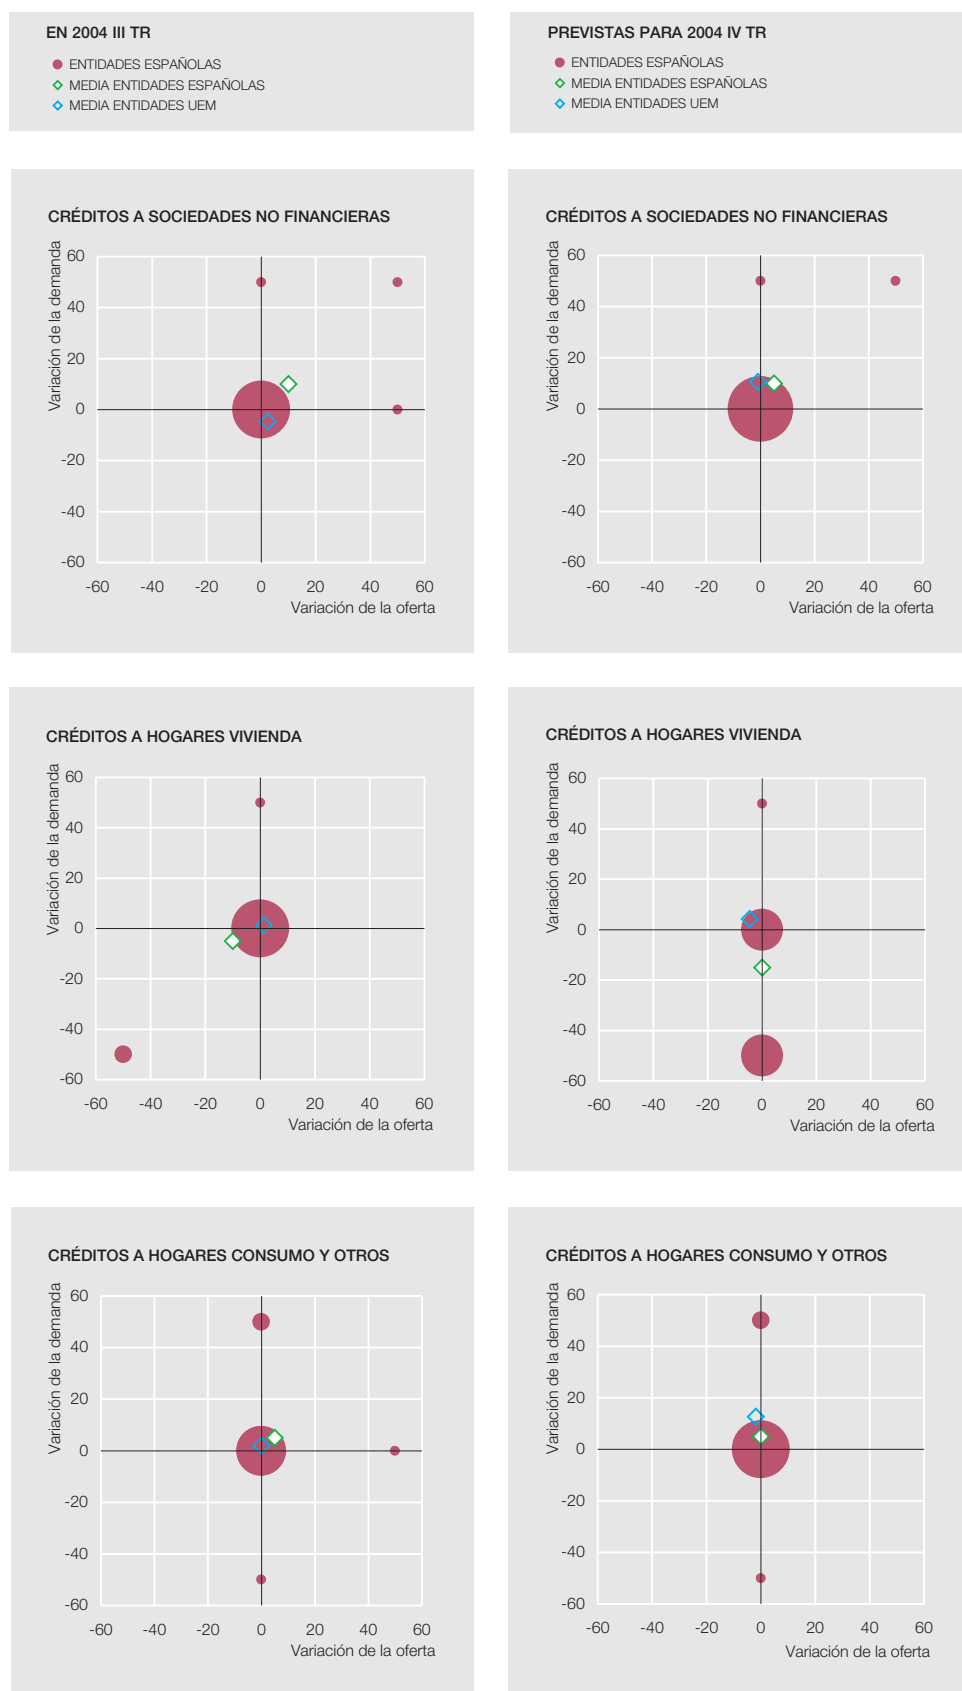 EN 2004 III TR
ENTIDADES ESPAÑOLAS
MEDIA ENTIDADES ESPAÑOLAS
MEDIA ENTIDADES UEM
PREVISTAS PARA 2004 IV TR
ENTIDADES ESPAÑOLAS
MEDIA ENTIDADES ESPAÑOLAS
MEDIA ENTIDADES UEM
CRÉDITOS A SOCIEDADES NO FINANCIERAS
Variación de la demanda
60
40
20
0
-20
-40
-60
-60 -40 -20 0 20 40 60
Variación de la oferta
CRÉDITOS A SOCIEDADES NO FINANCIERAS
Variación de la demanda
60
40
20
0
-20
-40
-60
-60 -40 -20 0 20 40 60
Variación de la oferta
CRÉDITOS A HOGARES VIVIENDA
Variación de la demanda
60
40
20
0
-20
-40
-60
-60 -40 -20 0 20 40 60
Variación de la oferta
CRÉDITOS A HOGARES VIVIENDA
Variación de la demanda
60
40
20
0
-20
-40
-60
-60 -40 -20 0 20 40 60
Variación de la oferta
CRÉDITOS A HOGARES CONSUMO Y OTROS
Variación de la demanda
60
40
20
0
-20
-40
-60
-60 -40 -20 0 20 40 60
Variación de la oferta
CRÉDITOS A HOGARES CONSUMO Y OTROS
Variación de la demanda
60
40
20
0
-20
-40
-60
-60 -40 -20 0 20 40 60
Variación de la oferta